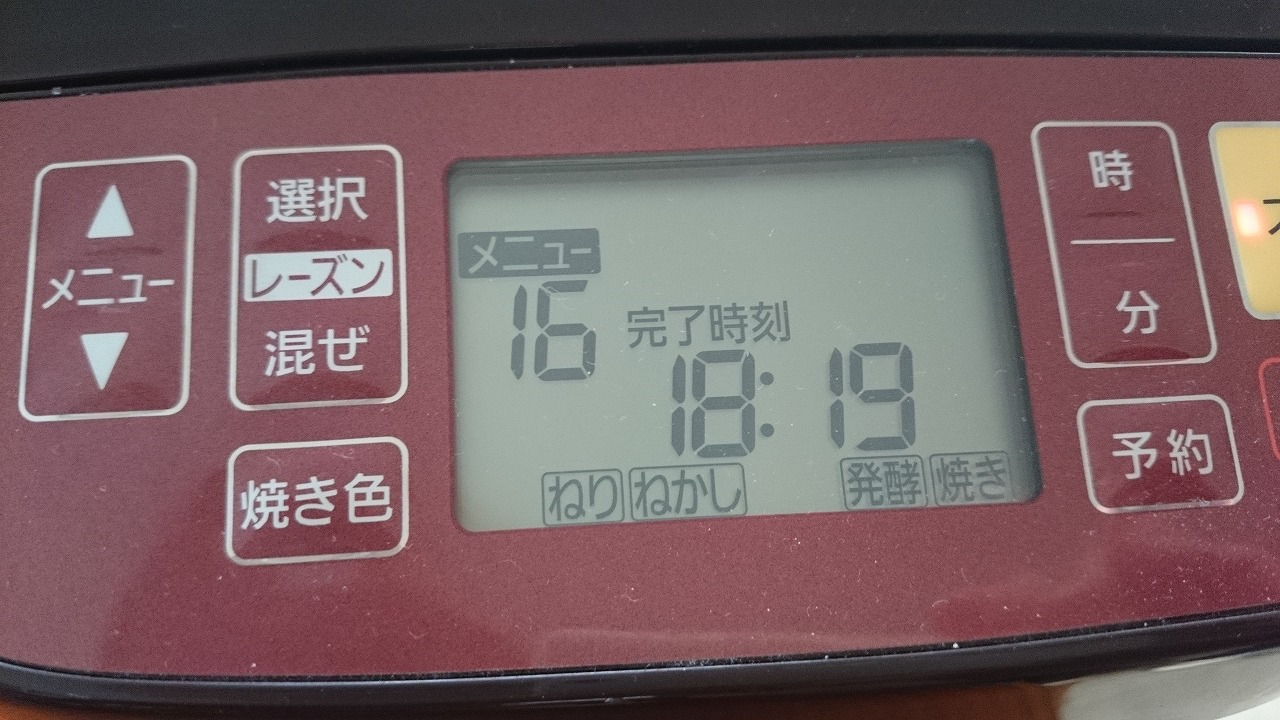 メニュー
選択
レーズン
混ぜ
焼き色
メニュー
16
完了時刻
18:19
ねり ねかし 発酵 焼き
時
分
予約